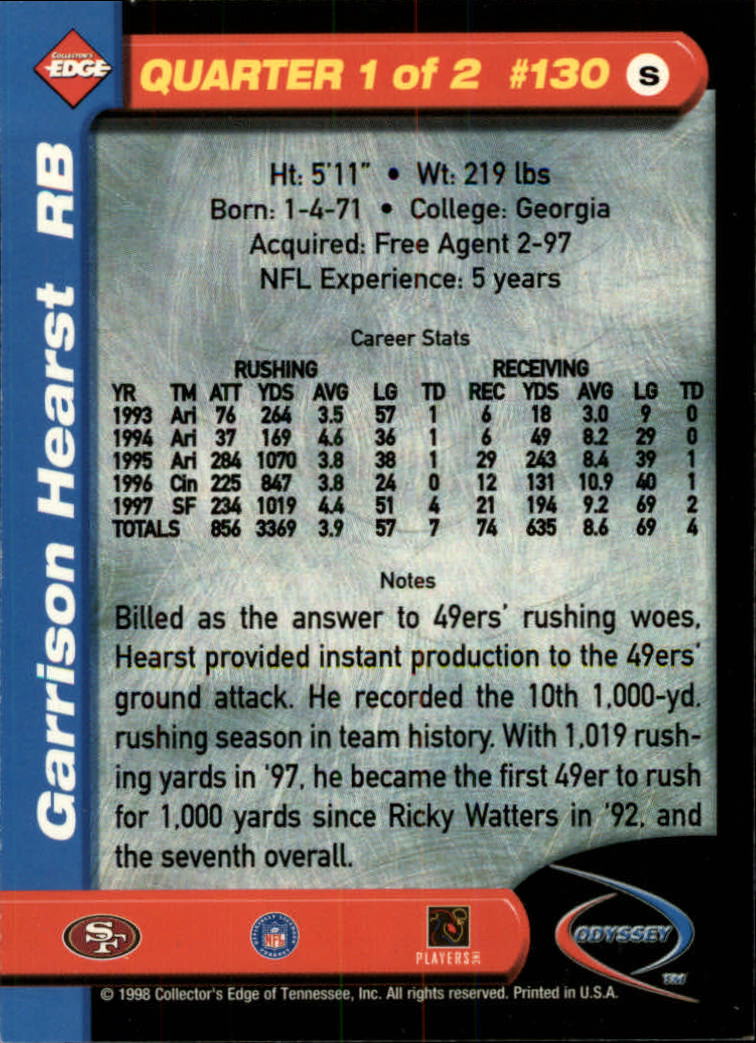 COLLECTOR'S
EDGE
QUARTER 1 of 2 #130 S
Garrison Hearst RB
Ht: 5'11" • Wt: 219 lbs
Born: 1-4-71 • College: Georgia
Acquired: Free Agent 2-97
NFL Experience: 5 years
Career Stats
RUSHING RECEIVING
YR TM ATT YDS AVG LG TD REC YDS AVG LG TD
1993 Ari 76 264 3.5 57 1 6 18 3.0 9 0
1994 Ari 37 169 4.6 36 1 6 49 8.2 29 0
1995 Ari 284 1070 3.8 38 1 29 243 8.4 39 1
1996 Cin 225 847 3.8 24 0 12 131 10.9 40 1
1997 SF 234 1019 4.4 51 4 21 194 9.2 69 2
TOTALS 856 3369 3.9 57 7 74 635 8.6 69 4
Notes
Billed as the answer to 49ers' rushing woes,
Hearst provided instant production to the 49ers'
ground attack. He recorded the 10th 1,000-yd.
rushing season in team history. With 1,019 rush-
ing yards in '97, he became the first 49er to rush
for 1,000 yards since Ricky Watters in '92, and
the seventh overall.
SF
NFL
PLAYERS INC
ODYSSEY
TM
© 1998 Collector's Edge of Tennessee, Inc. All rights reserved. Printed in U.S.A.